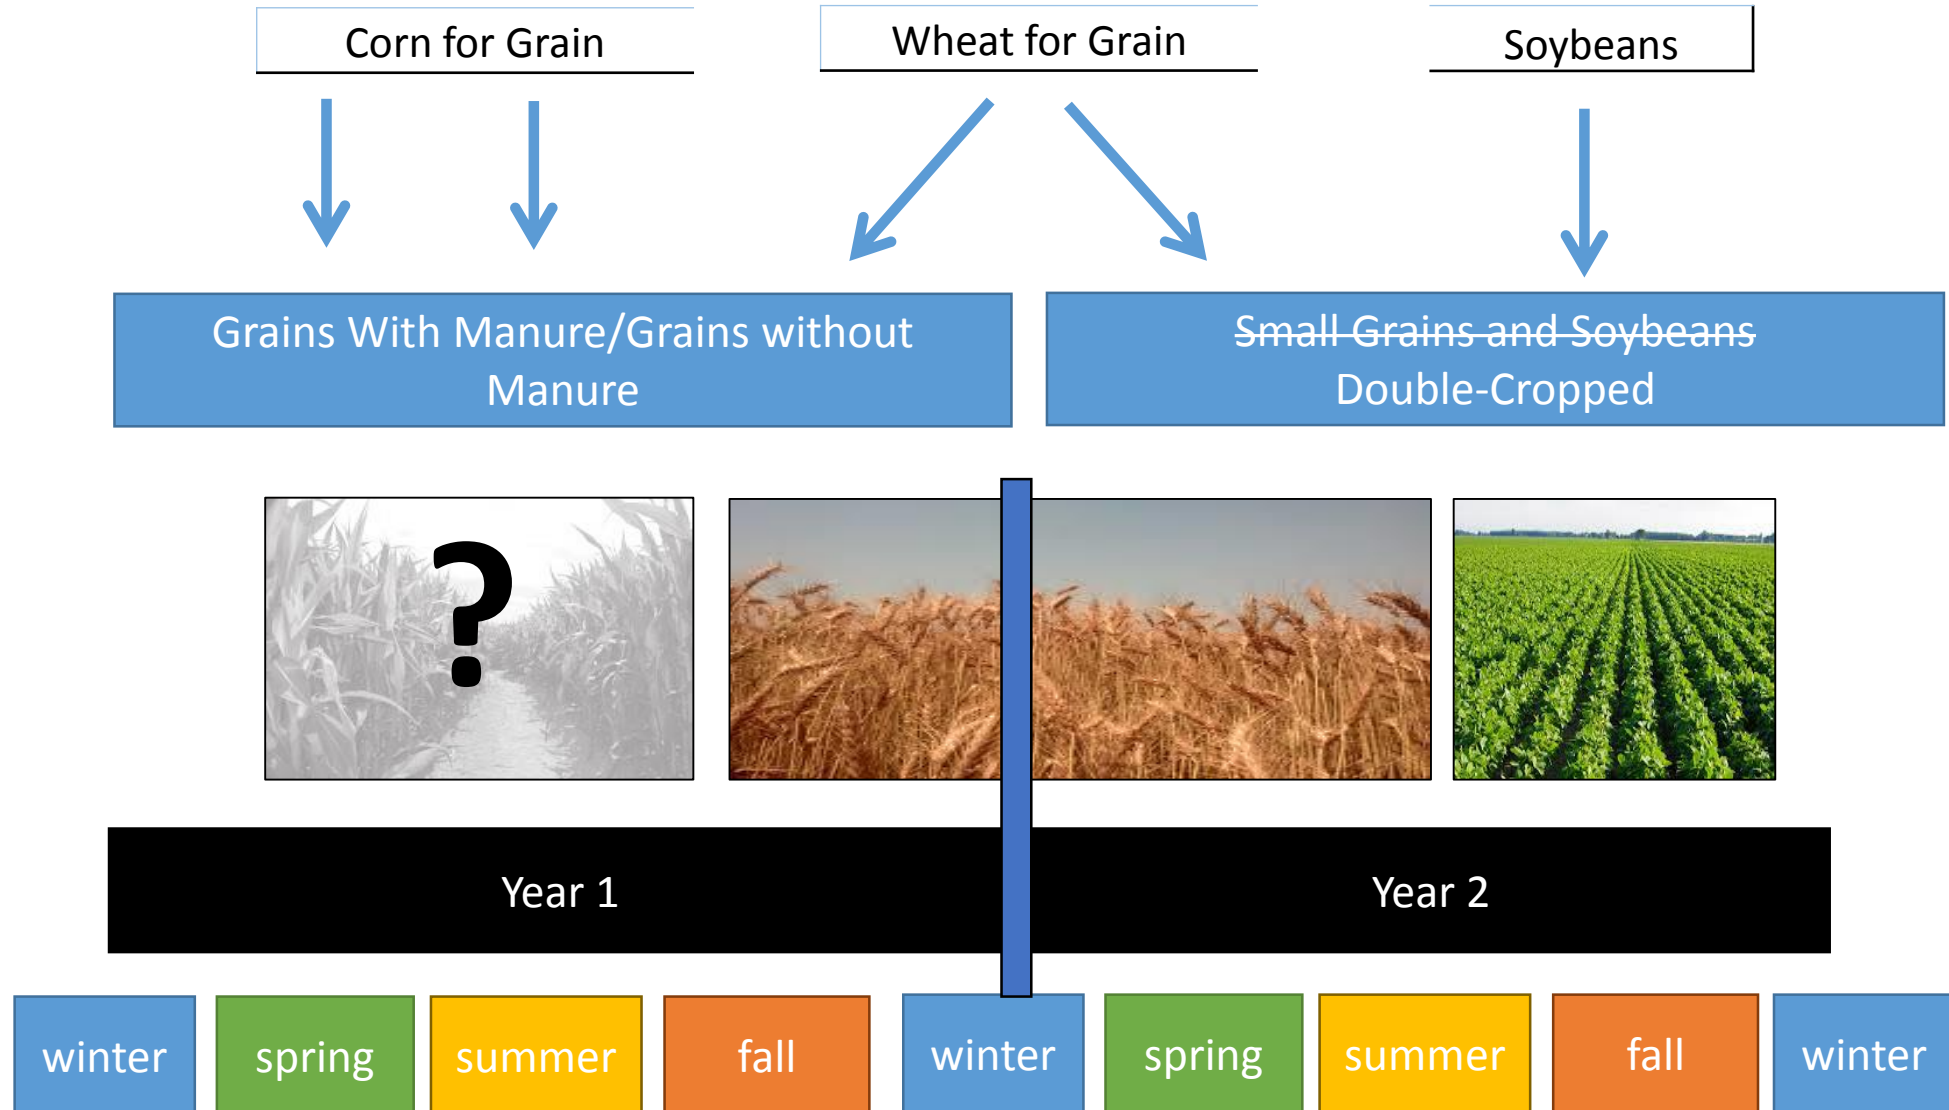 Corn for Grain
Wheat for Grain
Soybeans
Grains With Manure/Grains without
Manure
Small Grains and Soybeans
Double-Cropped
?
Year 1
Year 2
winter
spring
summer
fall
winter
spring
summer
fall
winter